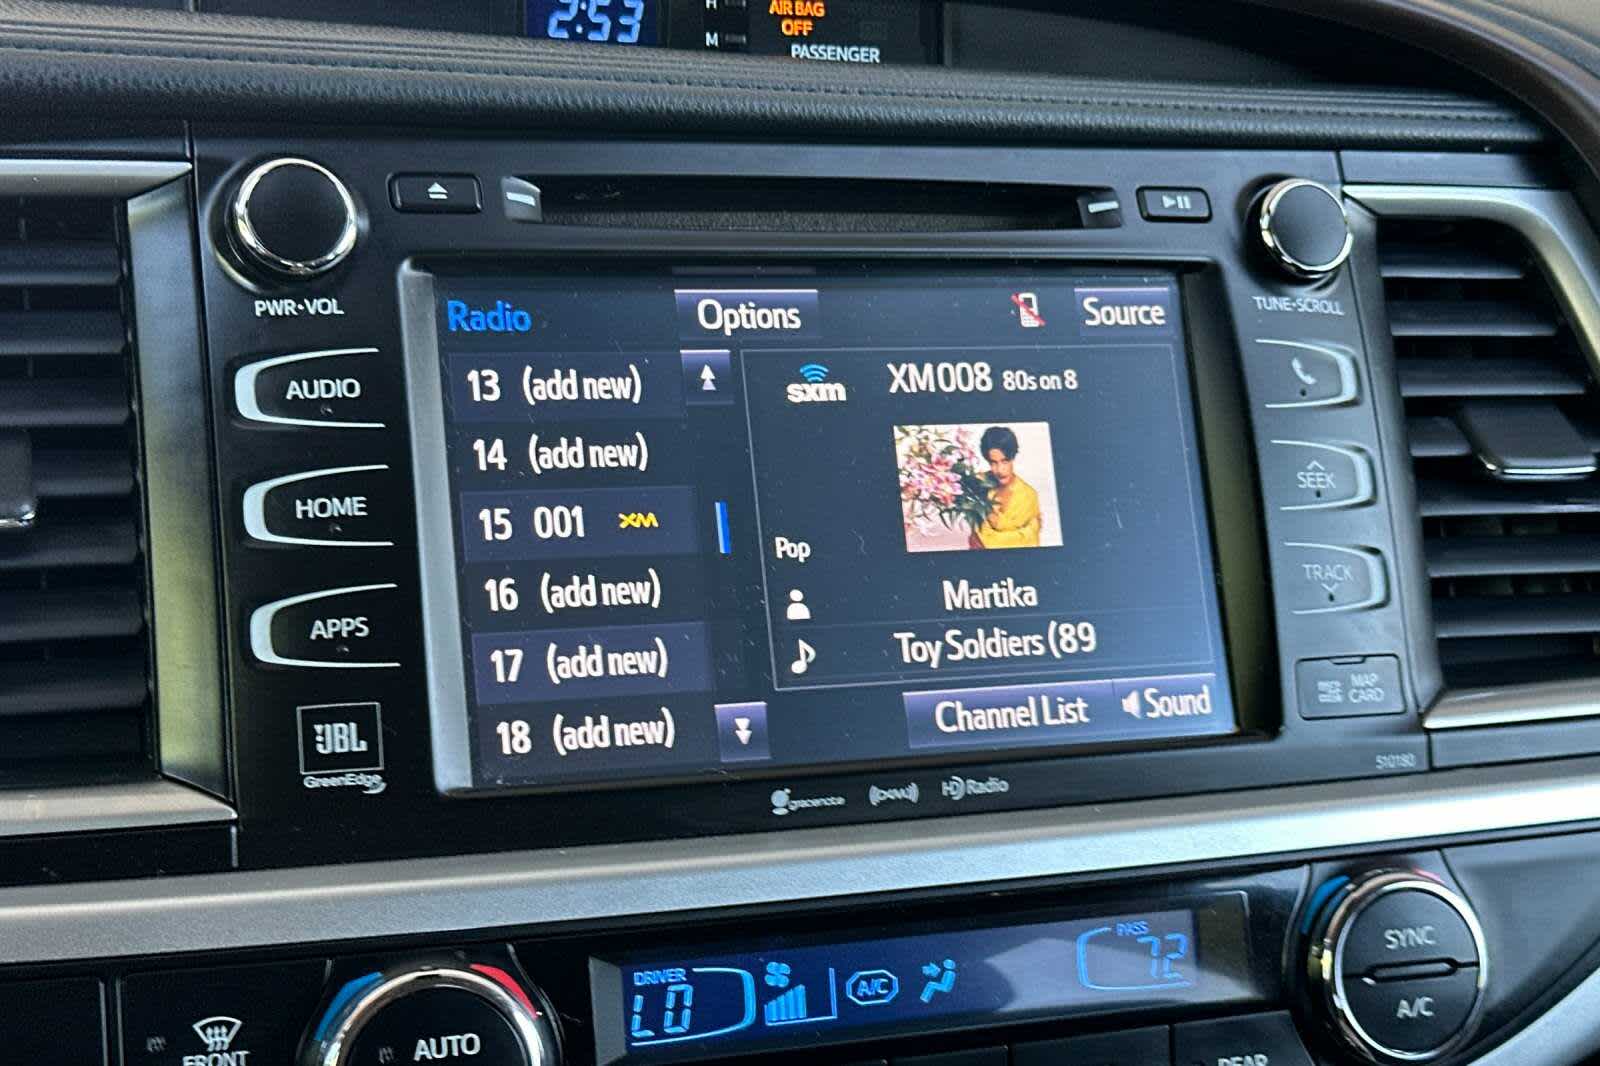 2:53
H
M
AIR BAG
OFF
PASSENGER
PWR•VOL
TUNE•SCROLL
AUDIO
HOME
APPS
JBL
GreenEdge
Radio
Options
Source
13 (add new)
14 (add new)
15 001 XM
16 (add new)
17 (add new)
18 (add new)
sxm
XM008 80s on 8
Pop
Martika
Toy Soldiers (89
Channel List
Sound
SEEK
TRACK
MAP
CARD
510180
gracenote
HD Radio
DRIVER
LO
A/C
PASS
72
FRONT
AUTO
SYNC
A/C
REAR